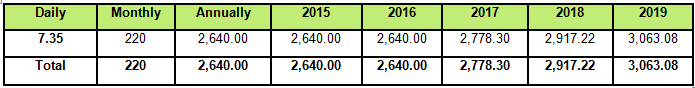 Daily Monthly Annually 2015 2016 2017 2018 2019
7.35 220 2,640.00 2,640.00 2,640.00 2,778.30 2,917.22 3,063.08
Total 220 2,640.00 2,640.00 2,640.00 2,778.30 2,917.22 3,063.08